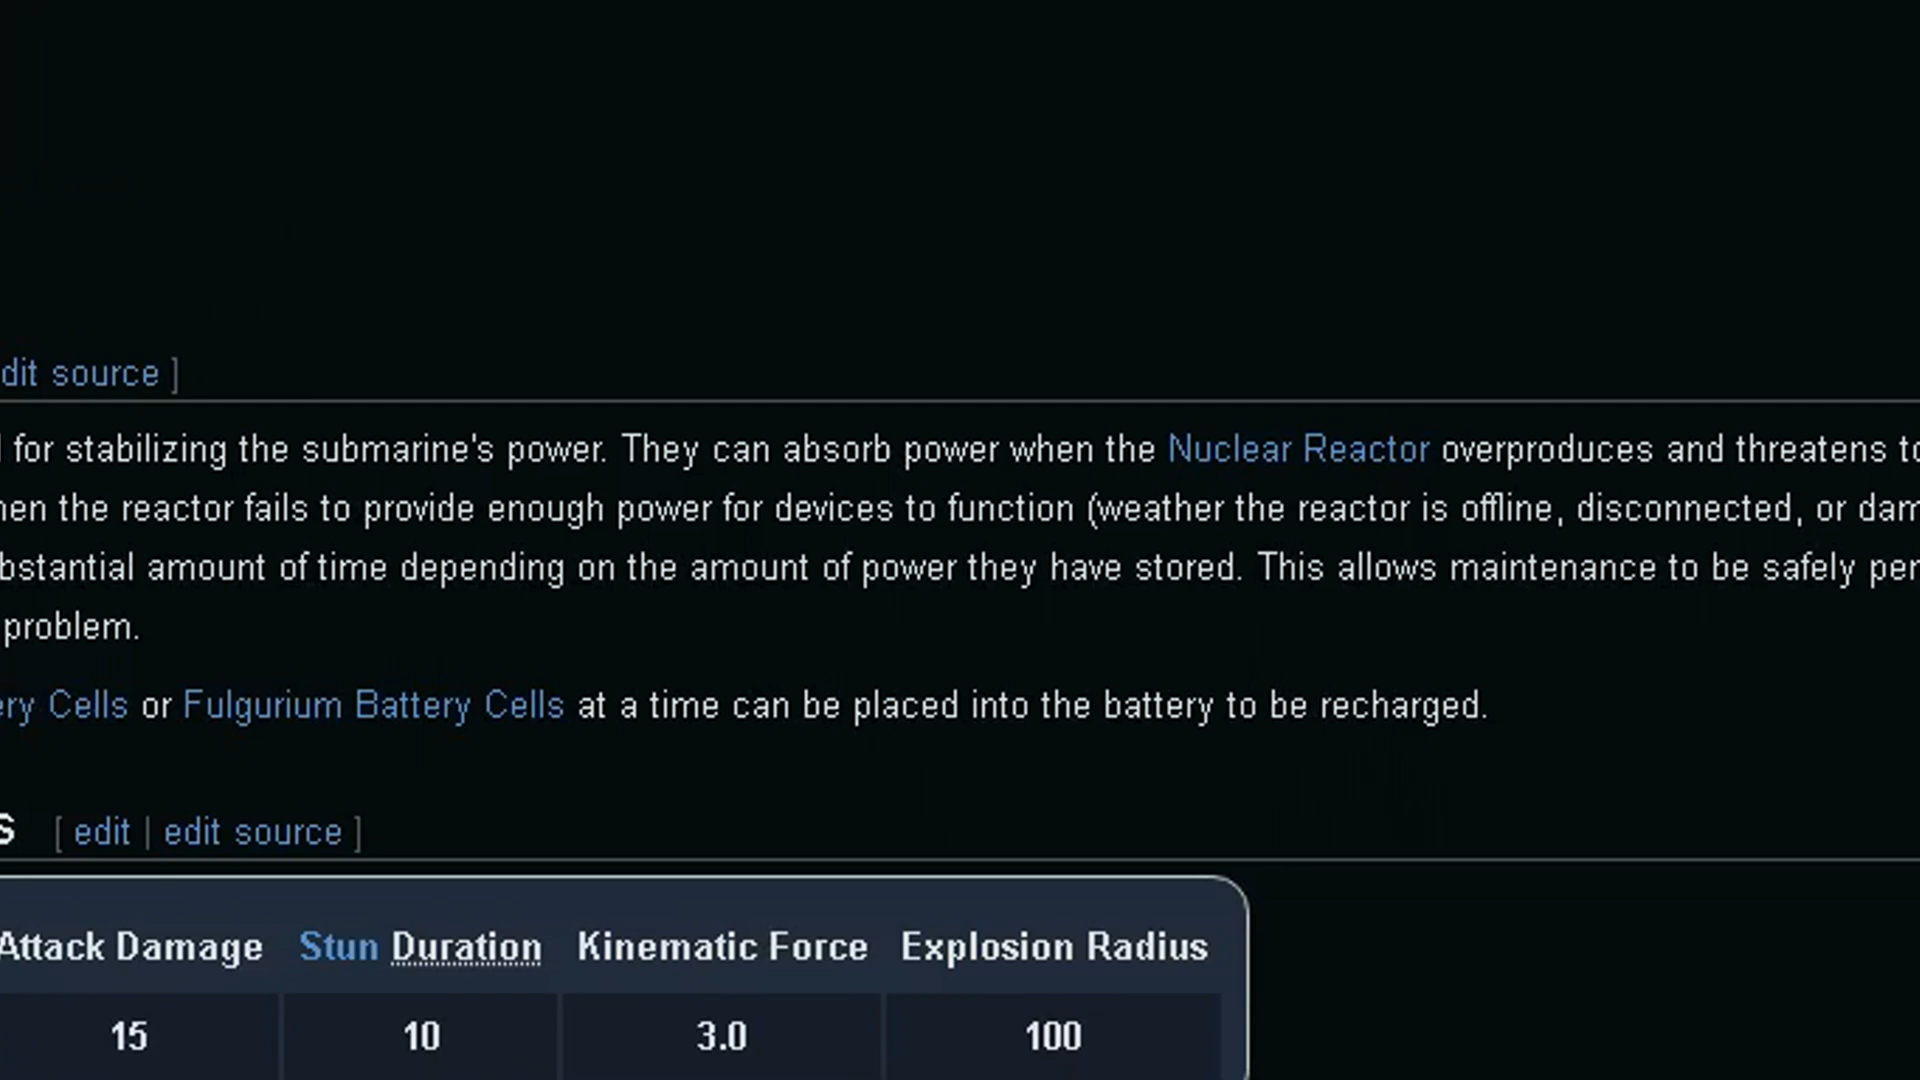 dit source ]
for stabilizing the submarine's power. They can absorb power when the Nuclear Reactor overproduces and threatens to
hen the reactor fails to provide enough power for devices to function (weather the reactor is offline, disconnected, or dam
bstantial amount of time depending on the amount of power they have stored. This allows maintenance to be safely per
problem.
ery Cells or Fulgurium Battery Cells at a time can be placed into the battery to be recharged.
s [ edit | edit source ]
Attack Damage Stun Duration Kinematic Force Explosion Radius
15 10 3.0 100